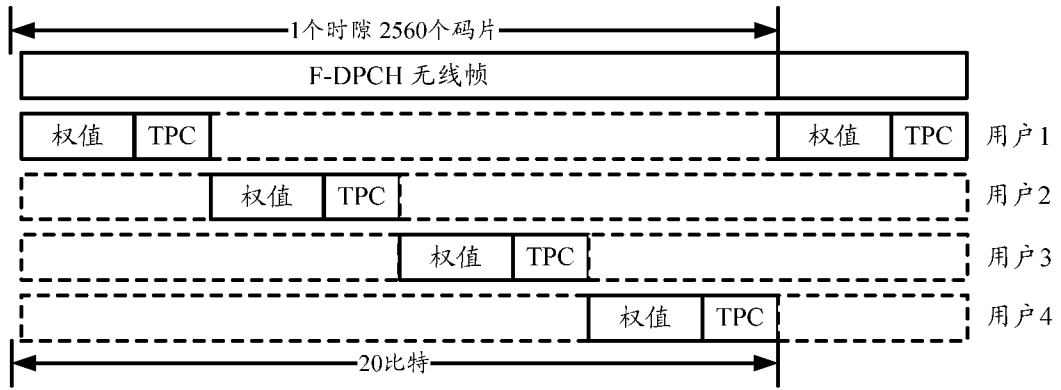 1个时隙 2560个码片
F-DPCH 无线帧
权值 TPC 权值 TPC 用户1
权值 TPC 用户2
权值 TPC 用户3
权值 TPC 用户4
20比特